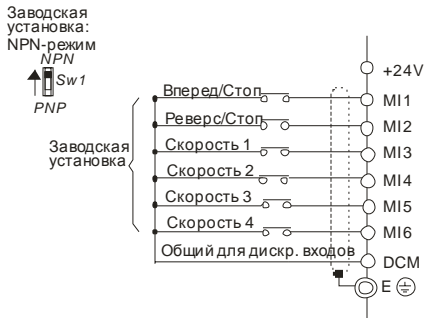 Заводская
установка:
NPN-режим
NPN
Sw1
PNP
+24V
Вперед/Стоп
MI1
Реверс/Стоп
MI2
Заводская
установка
Скорость 1
MI3
Скорость 2
MI4
Скорость 3
MI5
Скорость 4
MI6
Общий для дискр. входов
DCM
E